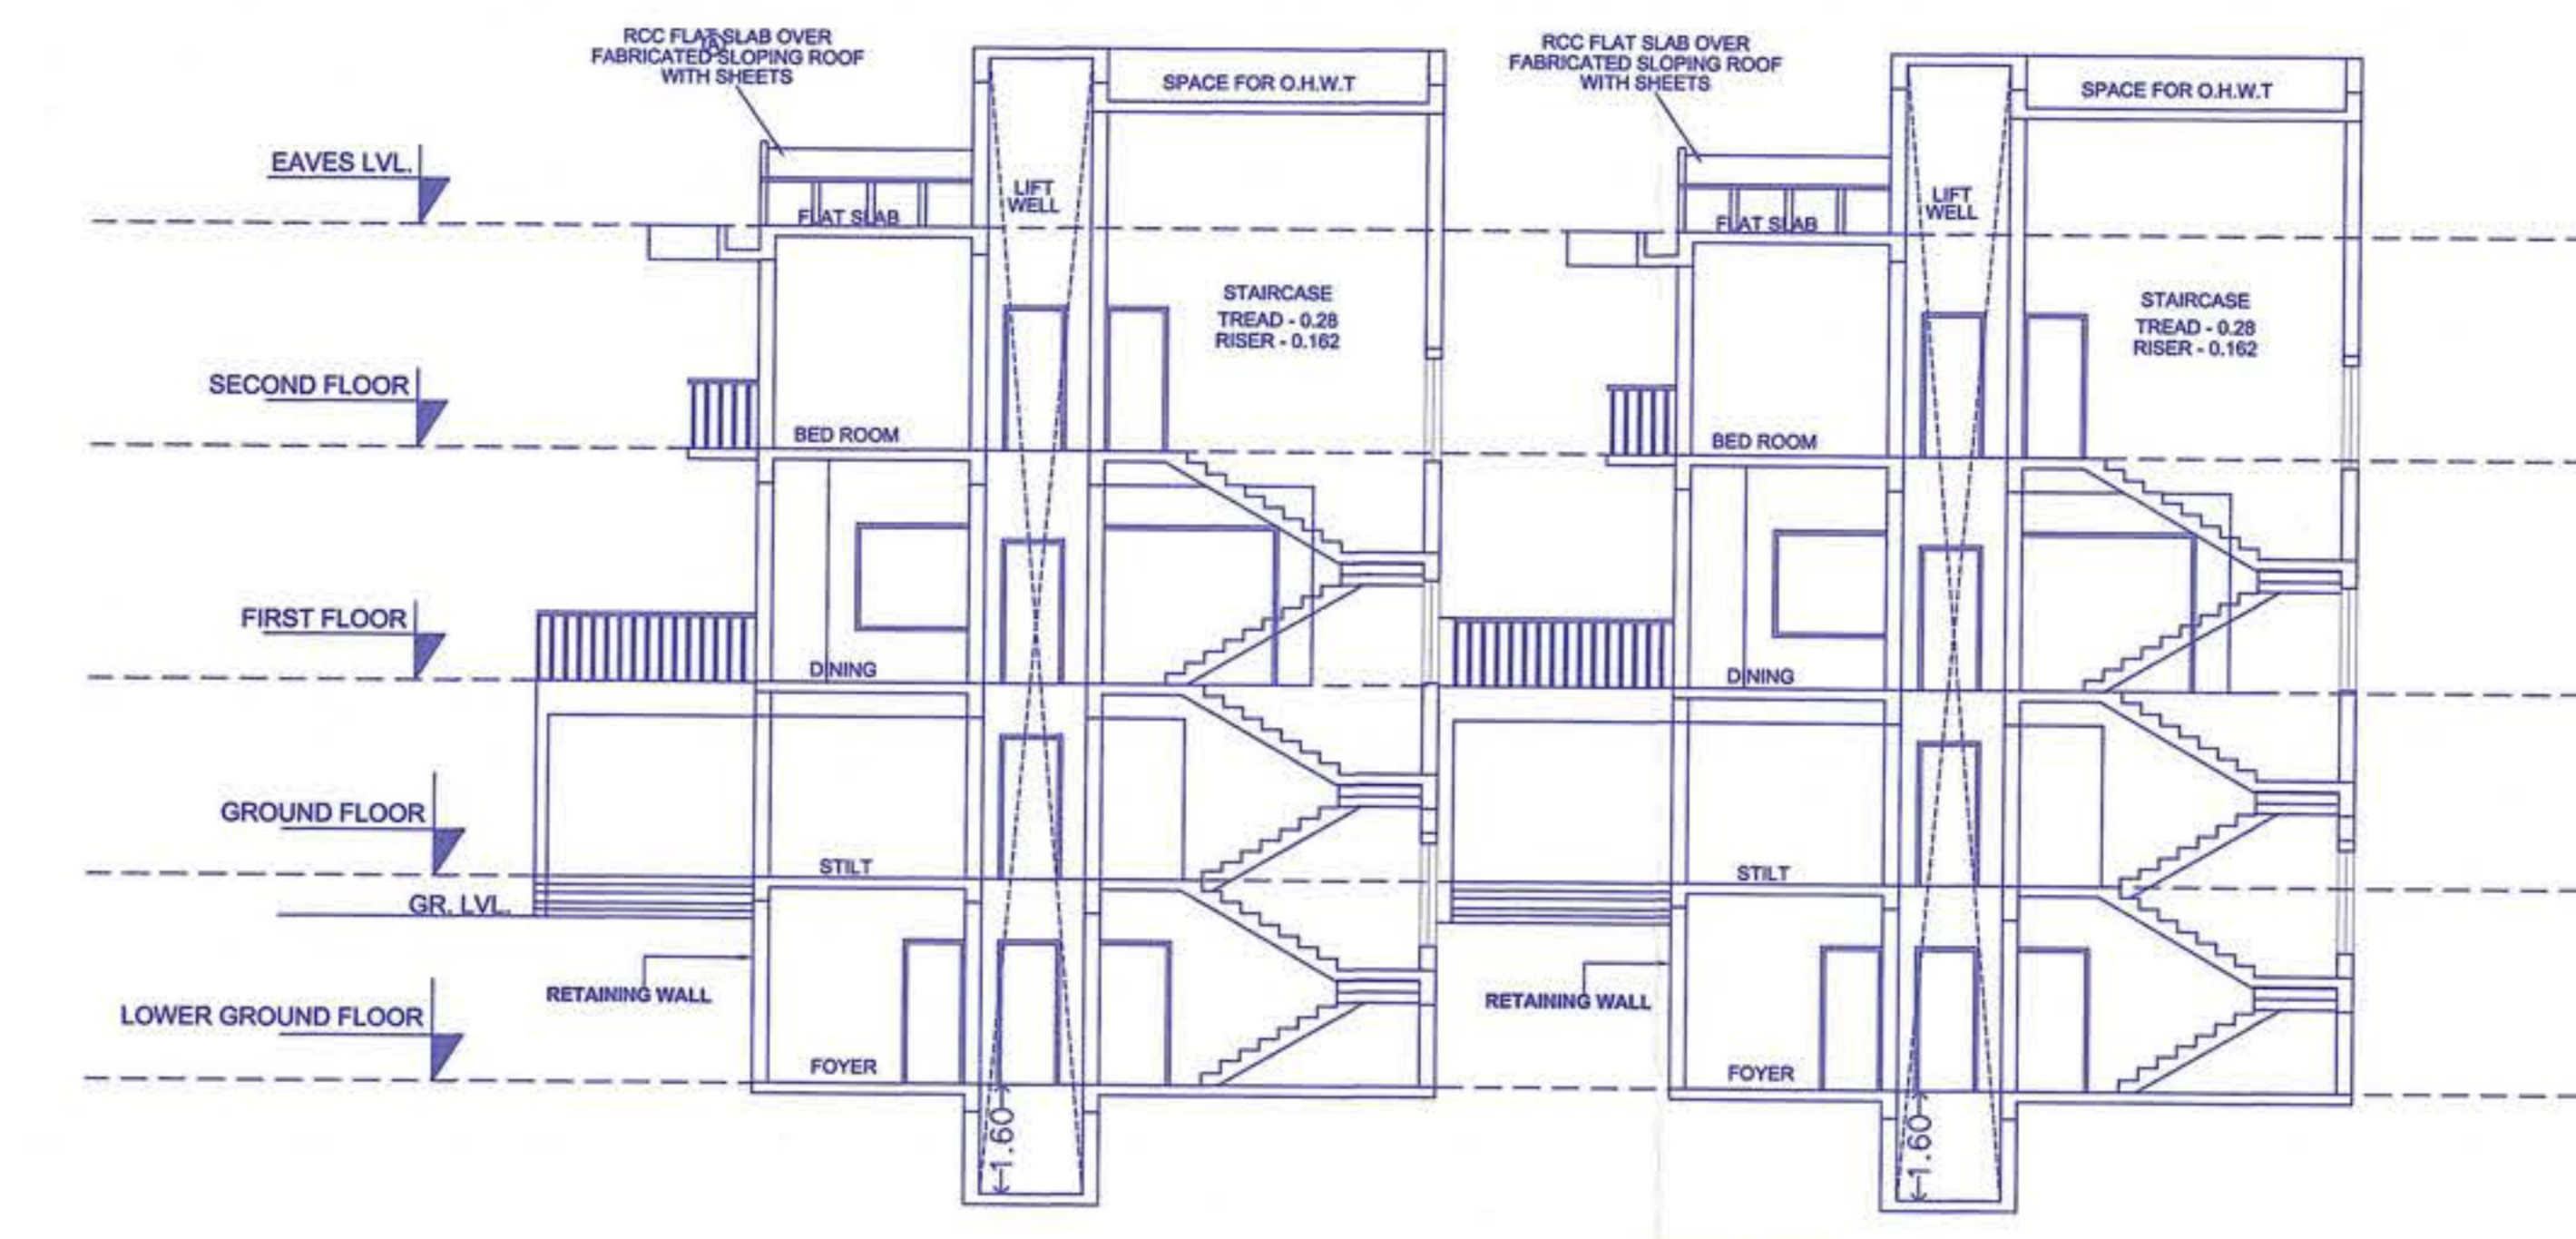 RCC FLAT SLAB OVER
FABRICATED SLOPING ROOF
WITH SHEETS
SPACE FOR O.H.W.T
RCC FLAT SLAB OVER
FABRICATED SLOPING ROOF
WITH SHEETS
SPACE FOR O.H.W.T
EAVES LVL.
LIFT
WELL
FLAT SLAB
LIFT
WELL
FLAT SLAB
STAIRCASE
TREAD - 0.28
RISER - 0.162
STAIRCASE
TREAD - 0.28
RISER - 0.162
SECOND FLOOR
BED ROOM
BED ROOM
FIRST FLOOR
DINING
DINING
GROUND FLOOR
STILT
STILT
GR. LVL.
RETAINING WALL
RETAINING WALL
LOWER GROUND FLOOR
FOYER
FOYER
1.60
1.60